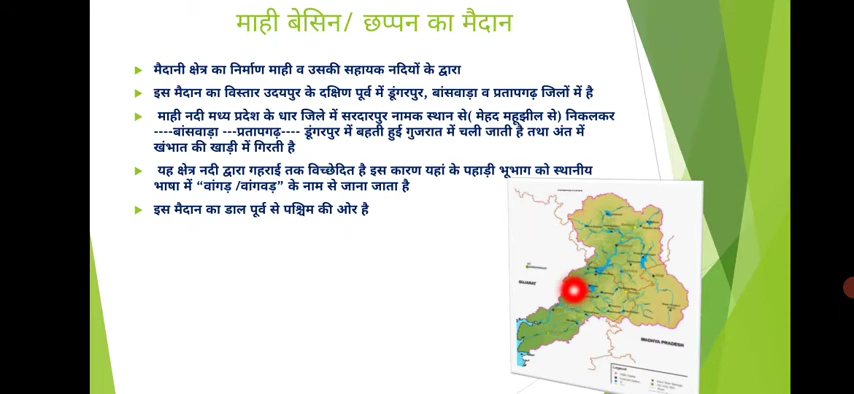 माही बेसिन/ छप्पन का मैदान
मैदानी क्षेत्र का निर्माण माही व उसकी सहायक नदियों के द्वारा
इस मैदान का विस्तार उदयपुर के दक्षिण पूर्व में डूंगरपुर, बांसवाड़ा व प्रतापगढ़ जिलों में है
माही नदी मध्य प्रदेश के धार जिले में सरदारपुर नामक स्थान से( मेहद महूझील से) निकलकर
----बांसवाड़ा ---प्रतापगढ़---- डूंगरपुर में बहती हुई गुजरात में चली जाती है तथा अंत में
खंभात की खाड़ी में गिरती है
यह क्षेत्र नदी द्वारा गहराई तक विच्छेदित है इस कारण यहां के पहाड़ी भूभाग को स्थानीय
भाषा में “वांगड़ /वांगवड़” के नाम से जाना जाता है
इस मैदान का डाल पूर्व से पश्चिम की ओर है
GUJARAT
MADHYA PRADESH
Legend